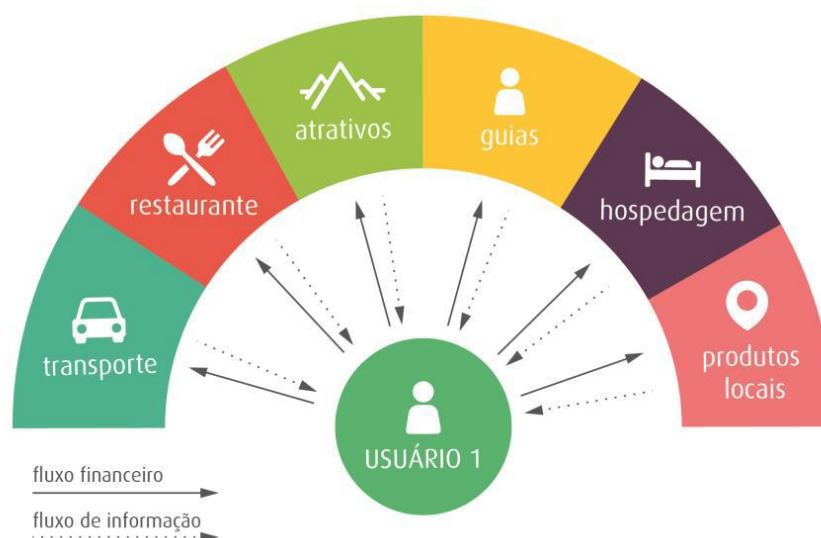 atrativos
guias
restaurante
hospedagem
transporte
produtos
locais
USUÁRIO 1
fluxo financeiro
fluxo de informação